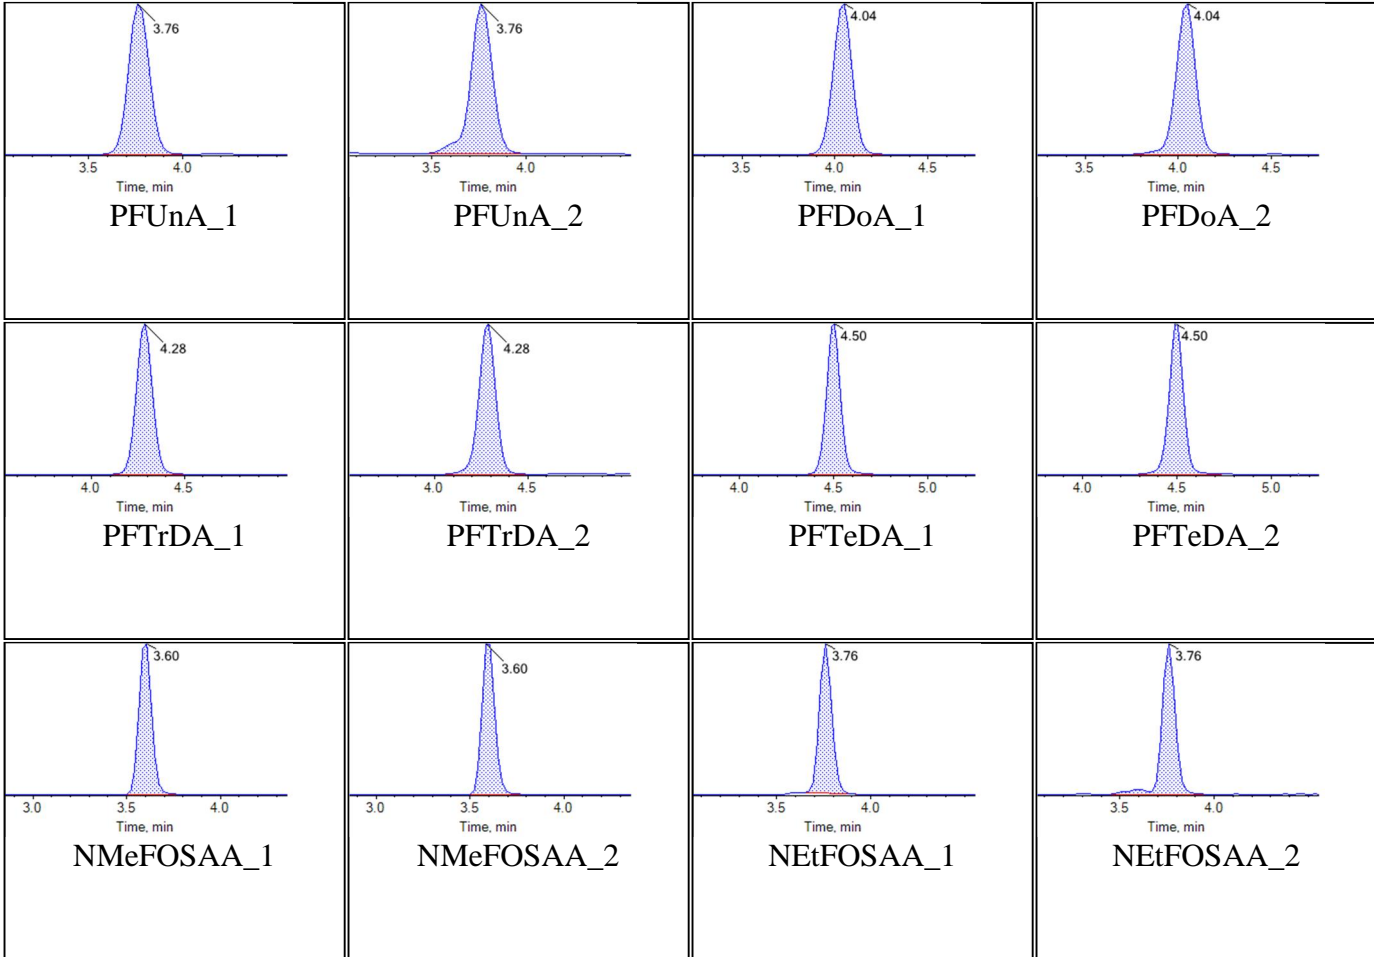 3.76
3.5 4.0
Time, min
PFUnA_1
3.76
3.5 4.0
Time, min
PFUnA_2
4.04
3.5 4.0 4.5
Time, min
PFDoA_1
4.04
3.5 4.0 4.5
Time, min
PFDoA_2
4.28
4.0 4.5
Time, min
PFTrDA_1
4.28
4.0 4.5
Time, min
PFTrDA_2
4.50
4.0 4.5 5.0
Time, min
PFTeDA_1
4.50
4.0 4.5 5.0
Time, min
PFTeDA_2
3.60
3.0 3.5 4.0
Time, min
NMeFOSAA_1
3.60
3.0 3.5 4.0
Time, min
NMeFOSAA_2
3.76
3.5 4.0
Time, min
NEtFOSAA_1
3.76
3.5 4.0
Time, min
NEtFOSAA_2